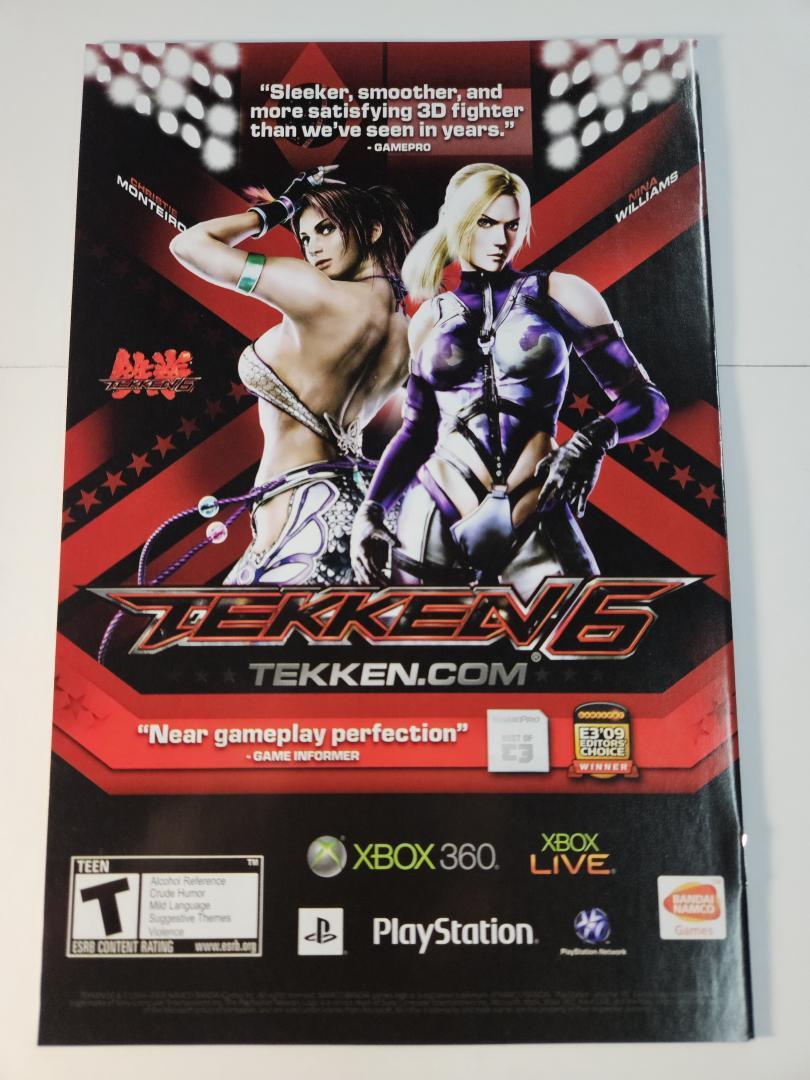 “Sleeker, smoother, and
more satisfying 3D fighter
than we've seen in years.”
- GAMEPRO
CHRISTIE
MONTEIRO
NINA
WILLIAMS
鉄拳
TEKKEN 6
TEKKEN 6®
TEKKEN.COM
“Near gameplay perfection”
- GAME INFORMER
GAMEPRO
BEST OF
E3
GAMESPOT
E3'09
EDITORS'
CHOICE
WINNER
XBOX 360®
XBOX
LIVE®
TEEN
TM
T
Alcohol Reference
Crude Humor
Mild Language
Suggestive Themes
Violence
ESRB CONTENT RATING www.esrb.org
PlayStation®
PlayStation Network
BANDAI
NAMCO
Games